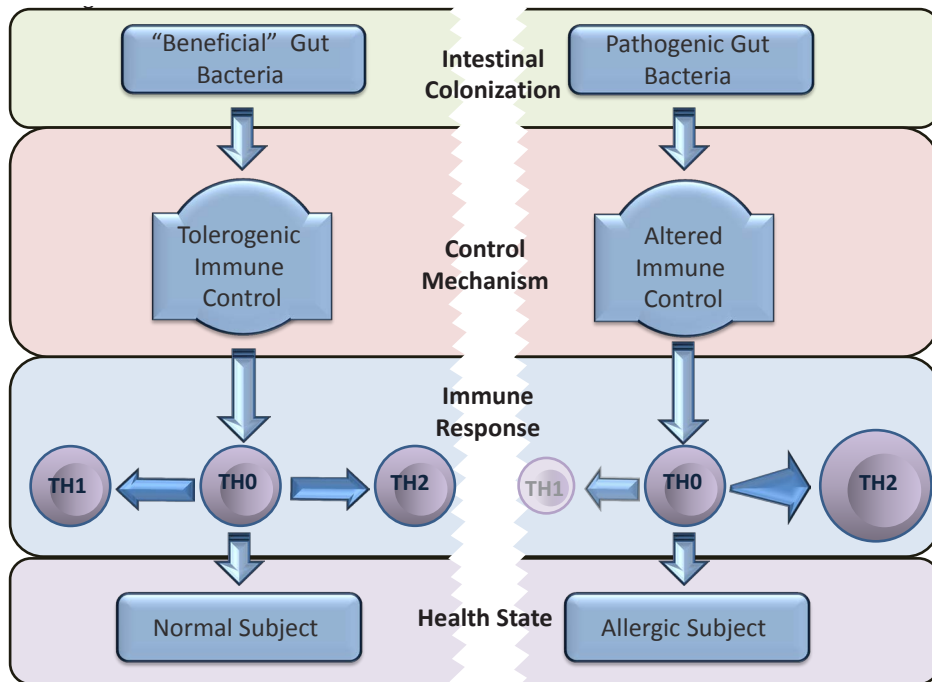 “Beneficial” Gut
Bacteria
Intestinal
Colonization
Pathogenic Gut
Bacteria
Tolerogenic
Immune
Control
Control
Mechanism
Altered
Immune
Control
Immune
Response
TH1
TH0
TH2
TH1
TH0
TH2
Normal Subject
Health State
Allergic Subject